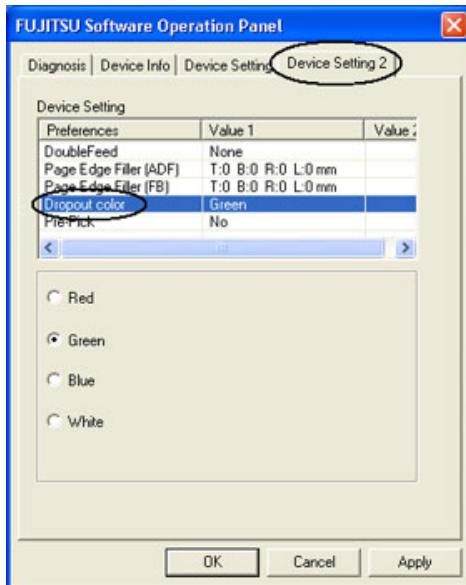 FUJITSU Software Operation Panel
Diagnosis Device Info Device Setting Device Setting 2
Device Setting
Preferences Value 1 Value 2
DoubleFeed None
Page Edge Filler (ADF) T:0 B:0 R:0 L:0 mm
Page Edge Filler (FB) T:0 B:0 R:0 L:0 mm
Dropout color Green
Pre-Pick No
Red
Green
Blue
White
OK Cancel Apply